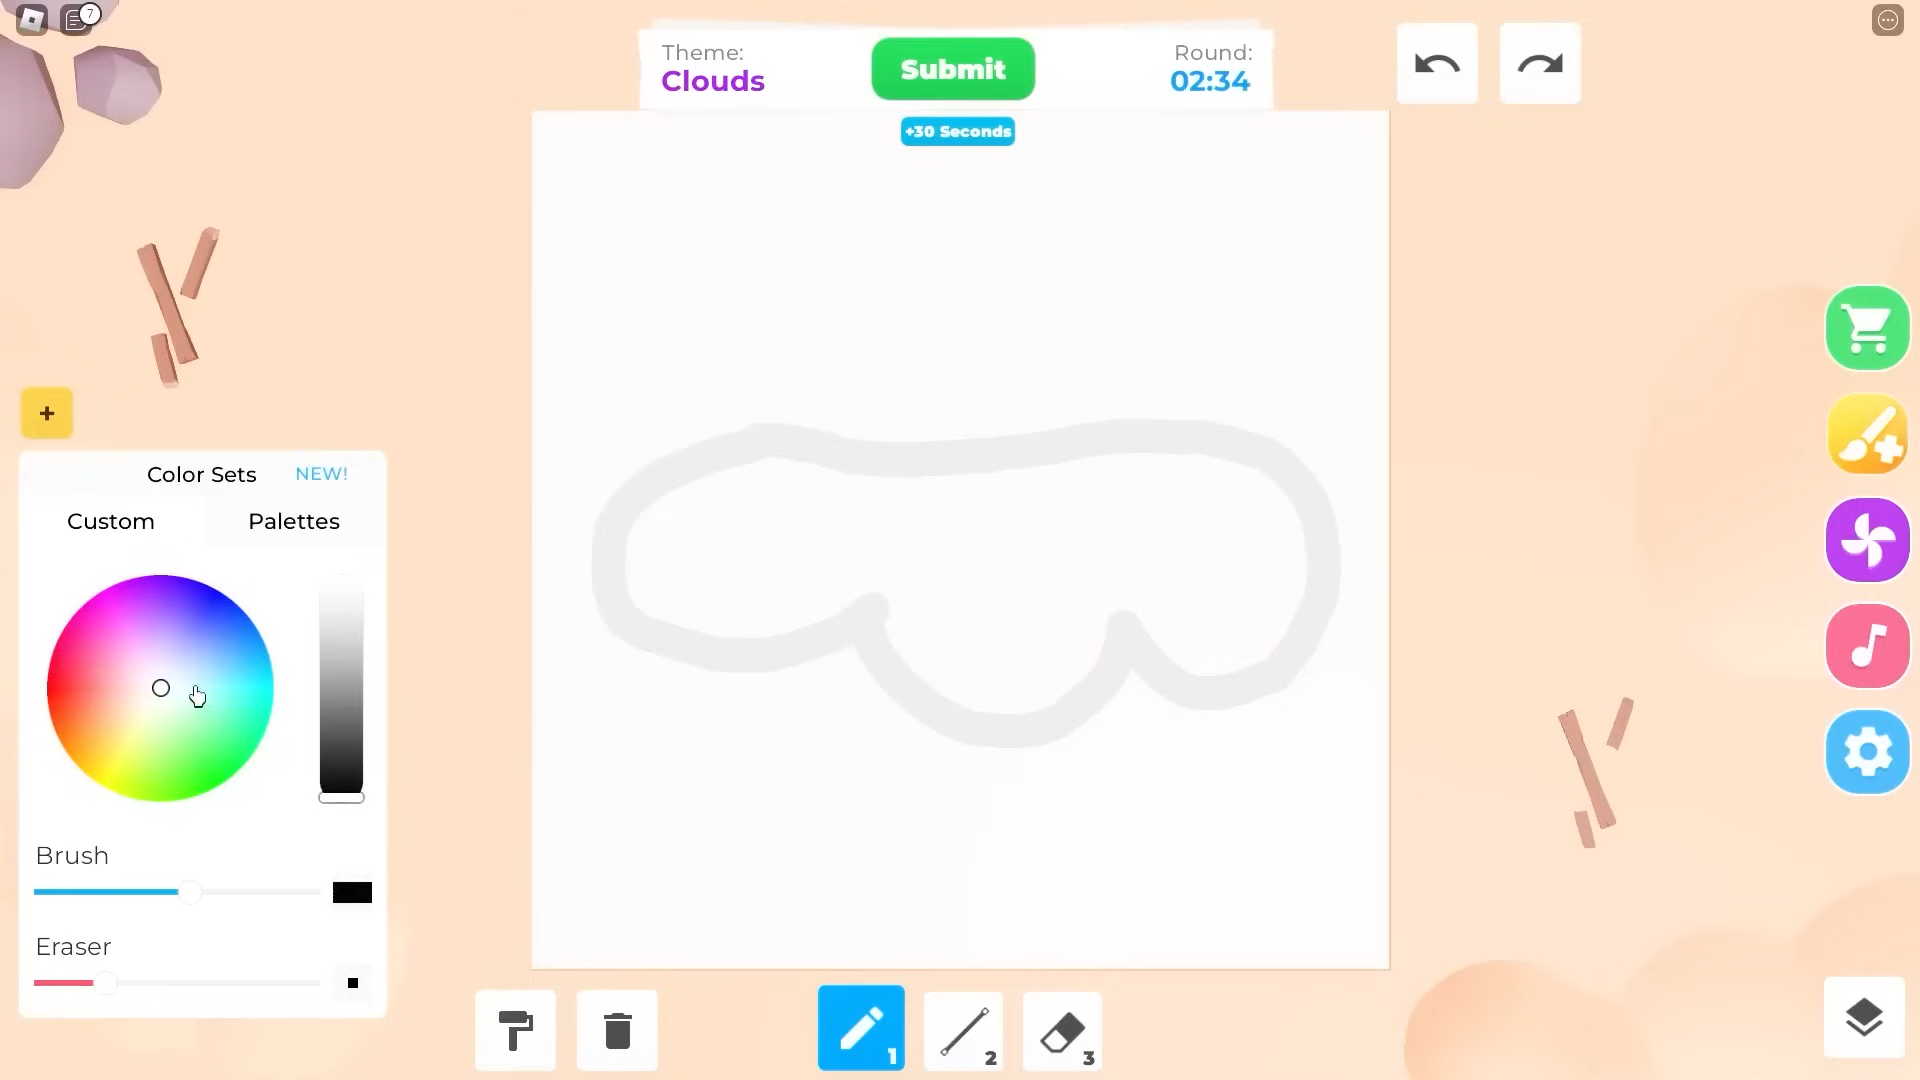 7
Theme:
Clouds
Submit
Round:
02:34
+30 Seconds
+
Color Sets NEW!
Custom Palettes
Brush
Eraser
1 2 3